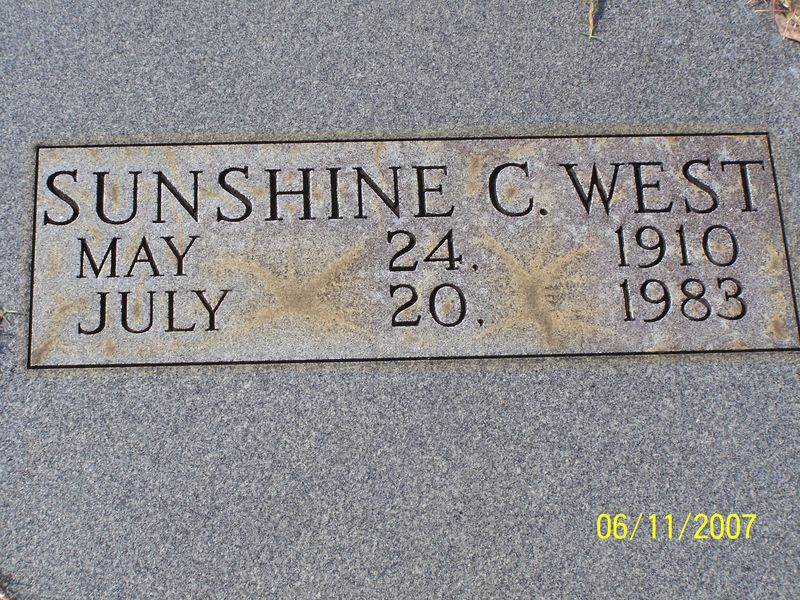 SUNSHINE C. WEST
MAY 24, 1910
JULY 20, 1983
06/11/2007